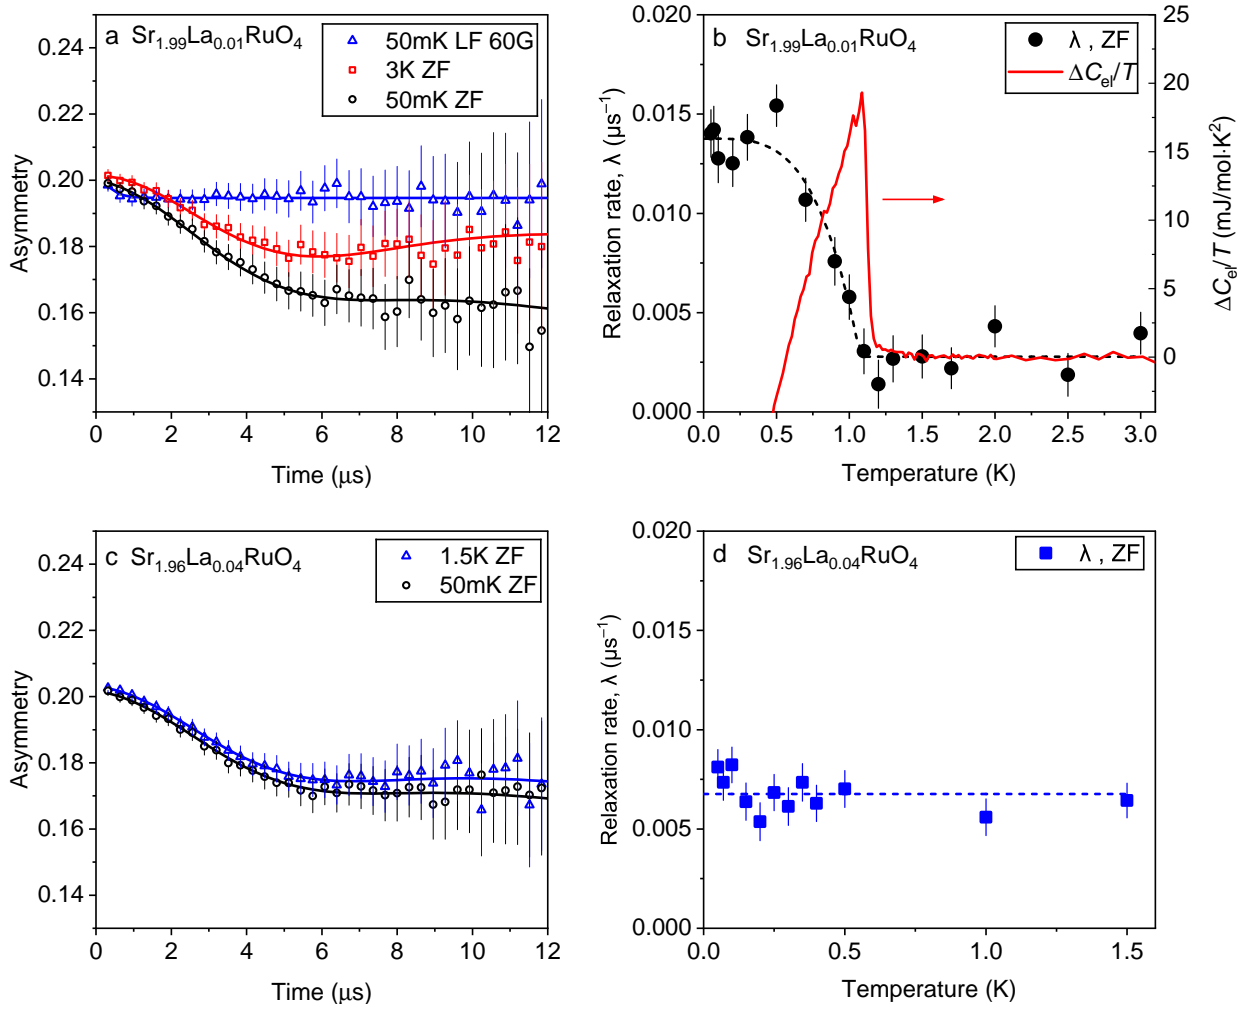 a Sr1.99La0.01RuO4
50mK LF 60G
3K ZF
50mK ZF
0.24
0.22
0.20
0.18
0.16
0.14
Asymmetry
0 2 4 6 8 10 12
Time (μs)
b Sr1.99La0.01RuO4
λ , ZF
ΔCel/T
0.020
0.015
0.010
0.005
0.000
Relaxation rate, λ (μs−1)
25
20
15
10
5
0
ΔCel/T (mJ/mol·K2)
0.0 0.5 1.0 1.5 2.0 2.5 3.0
Temperature (K)
c Sr1.96La0.04RuO4
1.5K ZF
50mK ZF
0.24
0.22
0.20
0.18
0.16
0.14
Asymmetry
0 2 4 6 8 10 12
Time (μs)
d Sr1.96La0.04RuO4
λ , ZF
0.020
0.015
0.010
0.005
0.000
Relaxation rate, λ (μs−1)
0.0 0.5 1.0 1.5
Temperature (K)